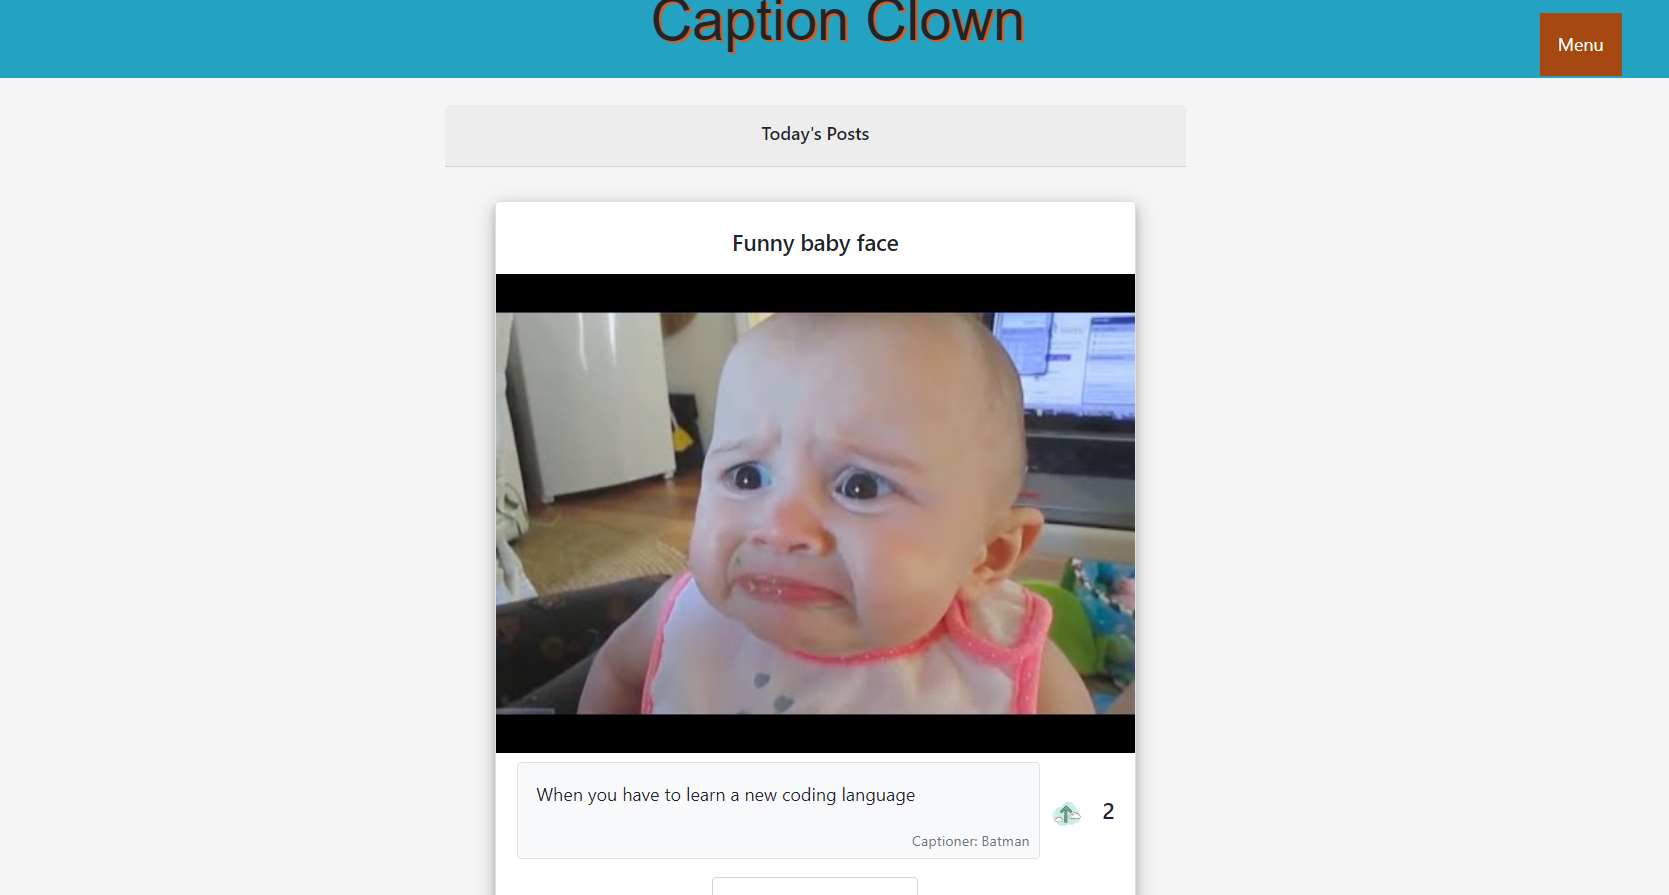 Caption Clown
Menu
Today's Posts
Funny baby face
When you have to learn a new coding language
2
Captioner: Batman